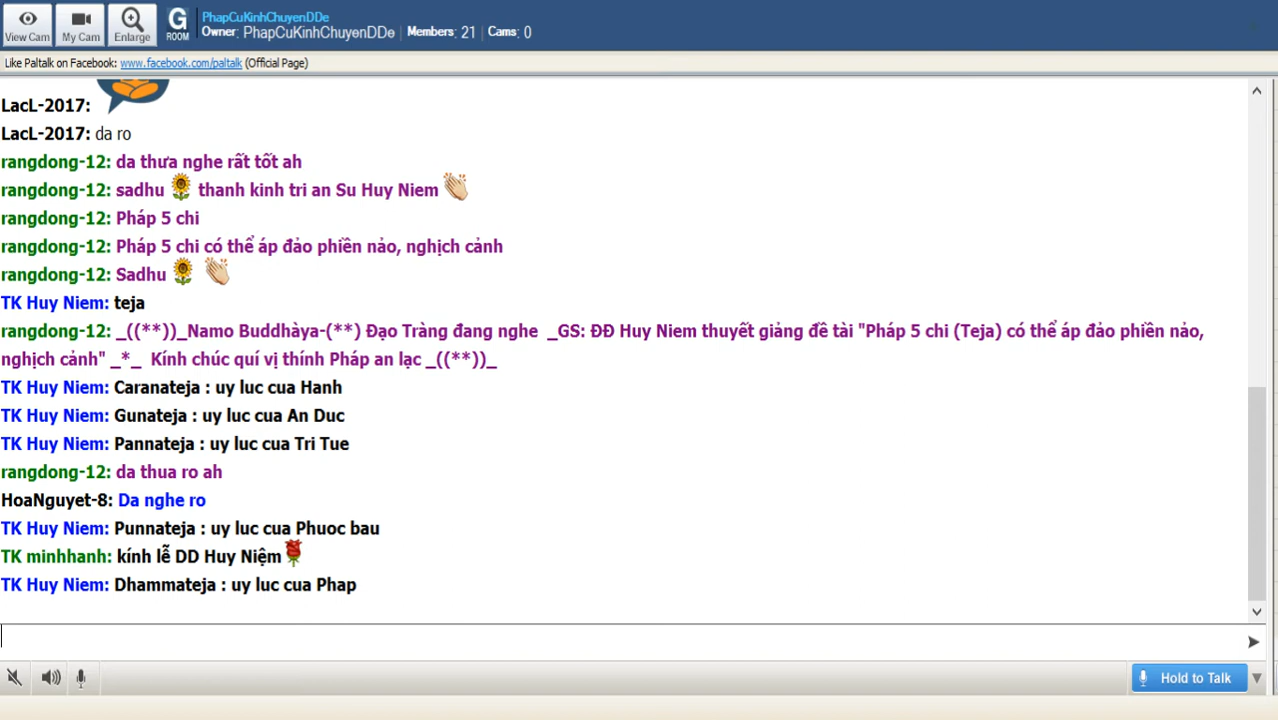 View Cam
My Cam
Enlarge
G
ROOM
PhapCuKinhChuyenDDe
Owner: PhapCuKinhChuyenDDe | Members: 21 | Cams: 0
Like Paltalk on Facebook: www.facebook.com/paltalk (Official Page)
LacL-2017:
LacL-2017: da ro
rangdong-12: da thưa nghe rất tốt ah
rangdong-12: sadhu thanh kinh tri an Su Huy Niem
rangdong-12: Pháp 5 chi
rangdong-12: Pháp 5 chi có thể áp đảo phiền nảo, nghịch cảnh
rangdong-12: Sadhu
TK Huy Niem: teja
rangdong-12: _((**))_Namo Buddhàya-(**) Đạo Tràng đang nghe _GS: ĐĐ Huy Niem thuyết giảng đề tài "Pháp 5 chi (Teja) có thể áp đảo phiền nảo,
nghịch cảnh" _*_ Kính chúc quí vị thính Pháp an lạc _((**))_
TK Huy Niem: Caranateja : uy luc cua Hanh
TK Huy Niem: Gunateja : uy luc cua An Duc
TK Huy Niem: Pannateja : uy luc cua Tri Tue
rangdong-12: da thua ro ah
HoaNguyet-8: Da nghe ro
TK Huy Niem: Punnateja : uy luc cua Phuoc bau
TK minhhanh: kính lễ DD Huy Niệm
TK Huy Niem: Dhammateja : uy luc cua Phap
Hold to Talk